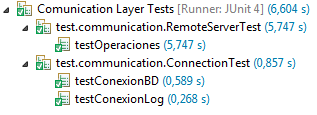 Comunication Layer Tests [Runner: JUnit 4] (6,604 s)
test.communication.RemoteServerTest (5,747 s)
testOperaciones (5,747 s)
test.communication.ConnectionTest (0,857 s)
testConexionBD (0,589 s)
testConexionLog (0,268 s)